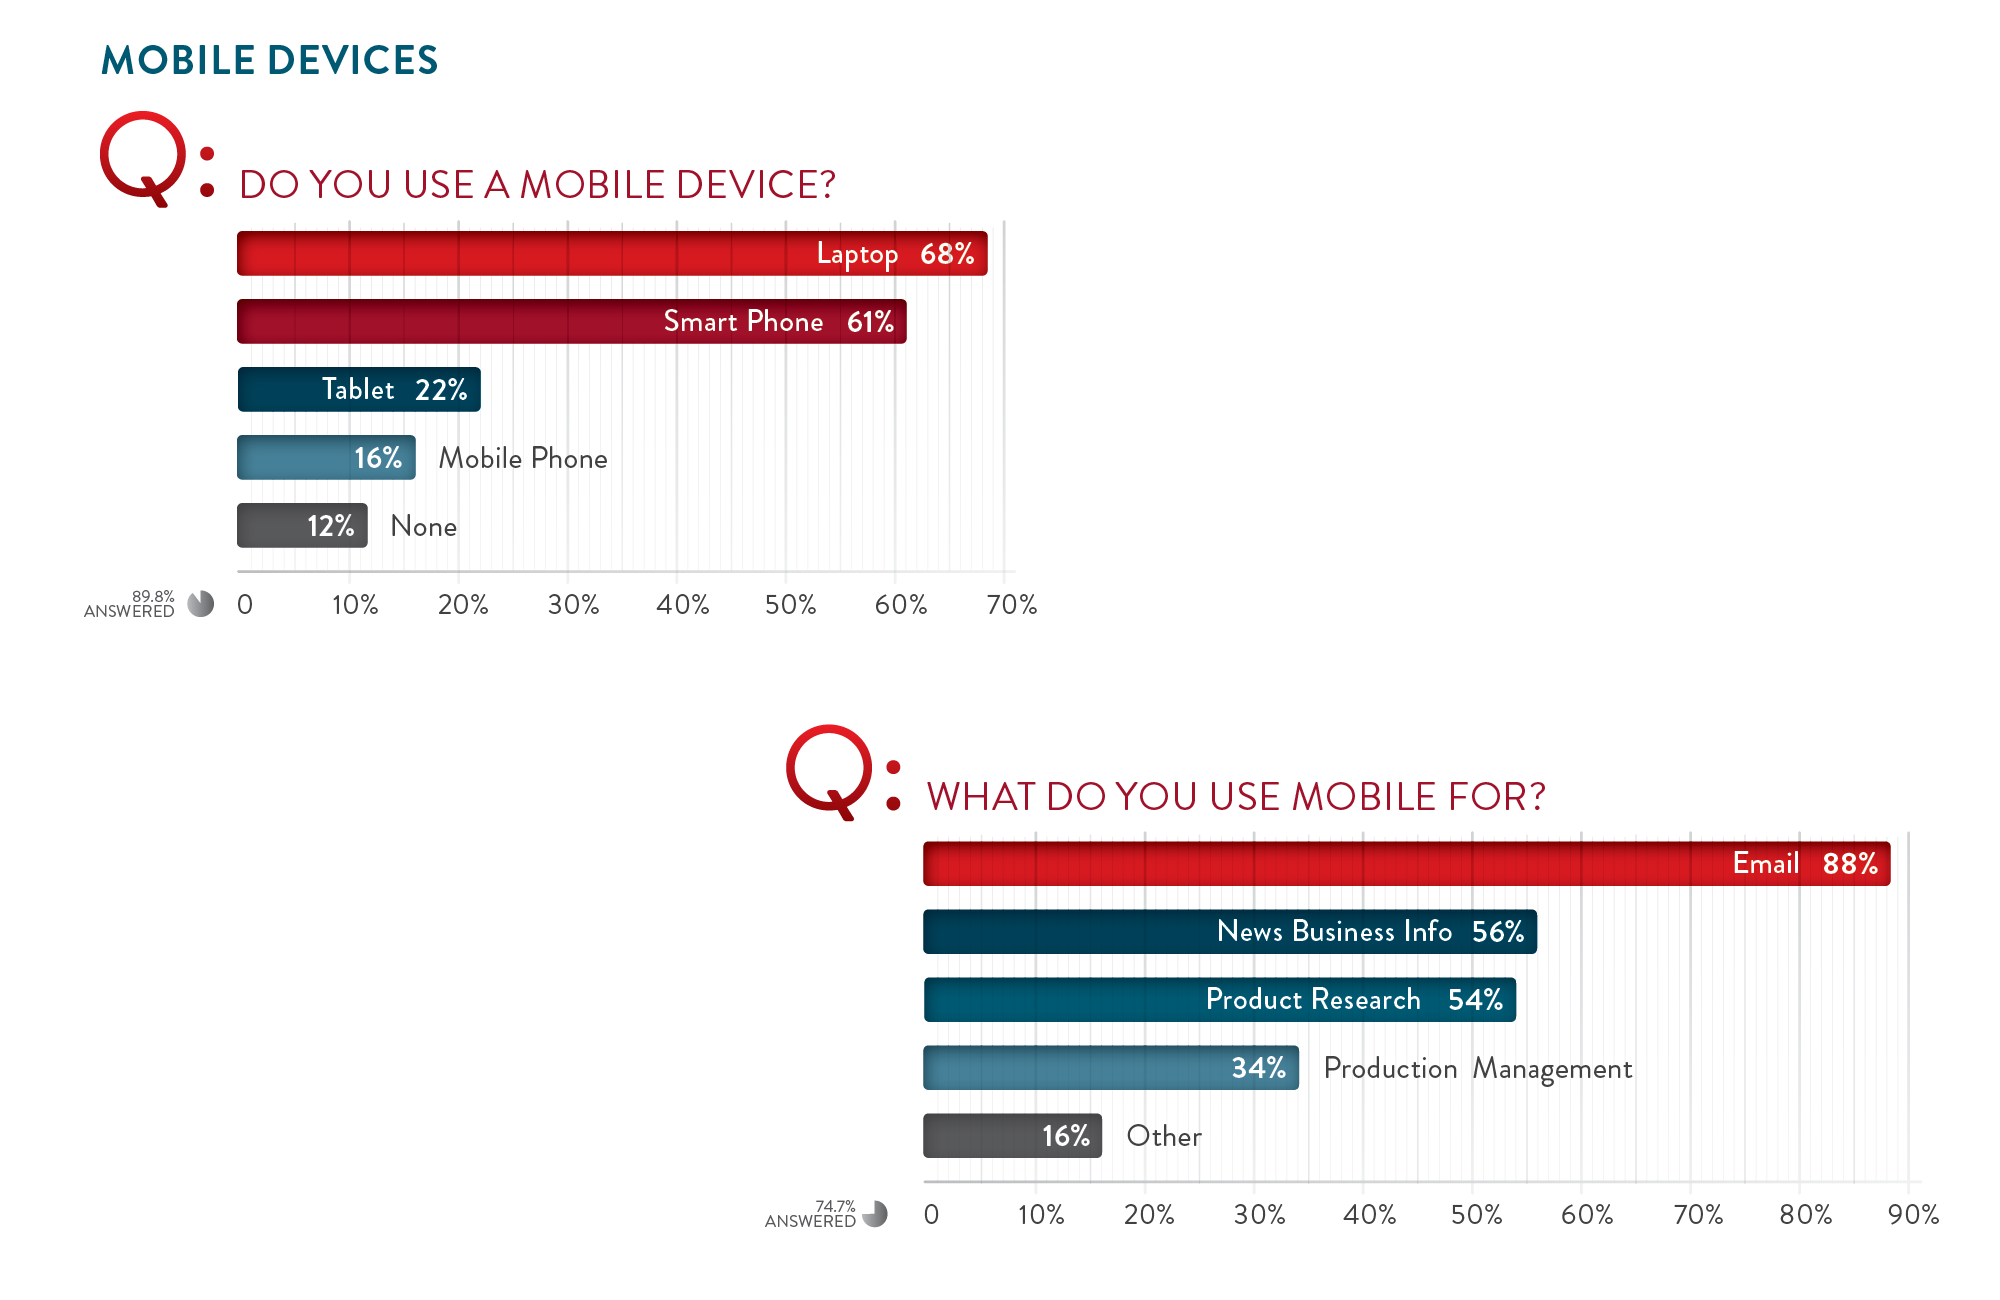 MOBILE DEVICES
Q: DO YOU USE A MOBILE DEVICE?
Laptop 68%
Smart Phone 61%
Tablet 22%
16% Mobile Phone
12% None
89.8%
ANSWERED
0 10% 20% 30% 40% 50% 60% 70%
Q: WHAT DO YOU USE MOBILE FOR?
Email 88%
News Business Info 56%
Product Research 54%
34% Production Management
16% Other
74.7%
ANSWERED
0 10% 20% 30% 40% 50% 60% 70% 80% 90%